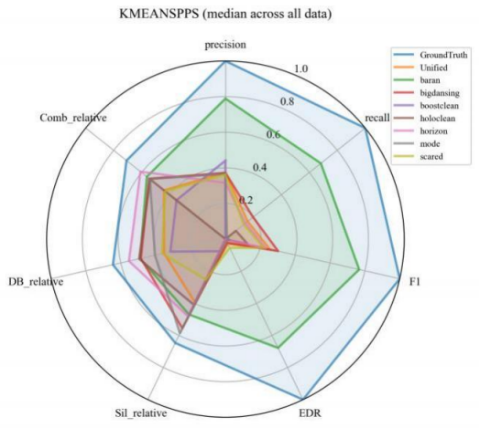 KMEANSPPS (median across all data)
precision
1.0
0.8
0.6
0.4
0.2
recall
Comb_relative
DB_relative
F1
Sil_relative
EDR
GroundTruth
Unified
baran
bigdansing
boostclean
holoclean
horizon
mode
scared